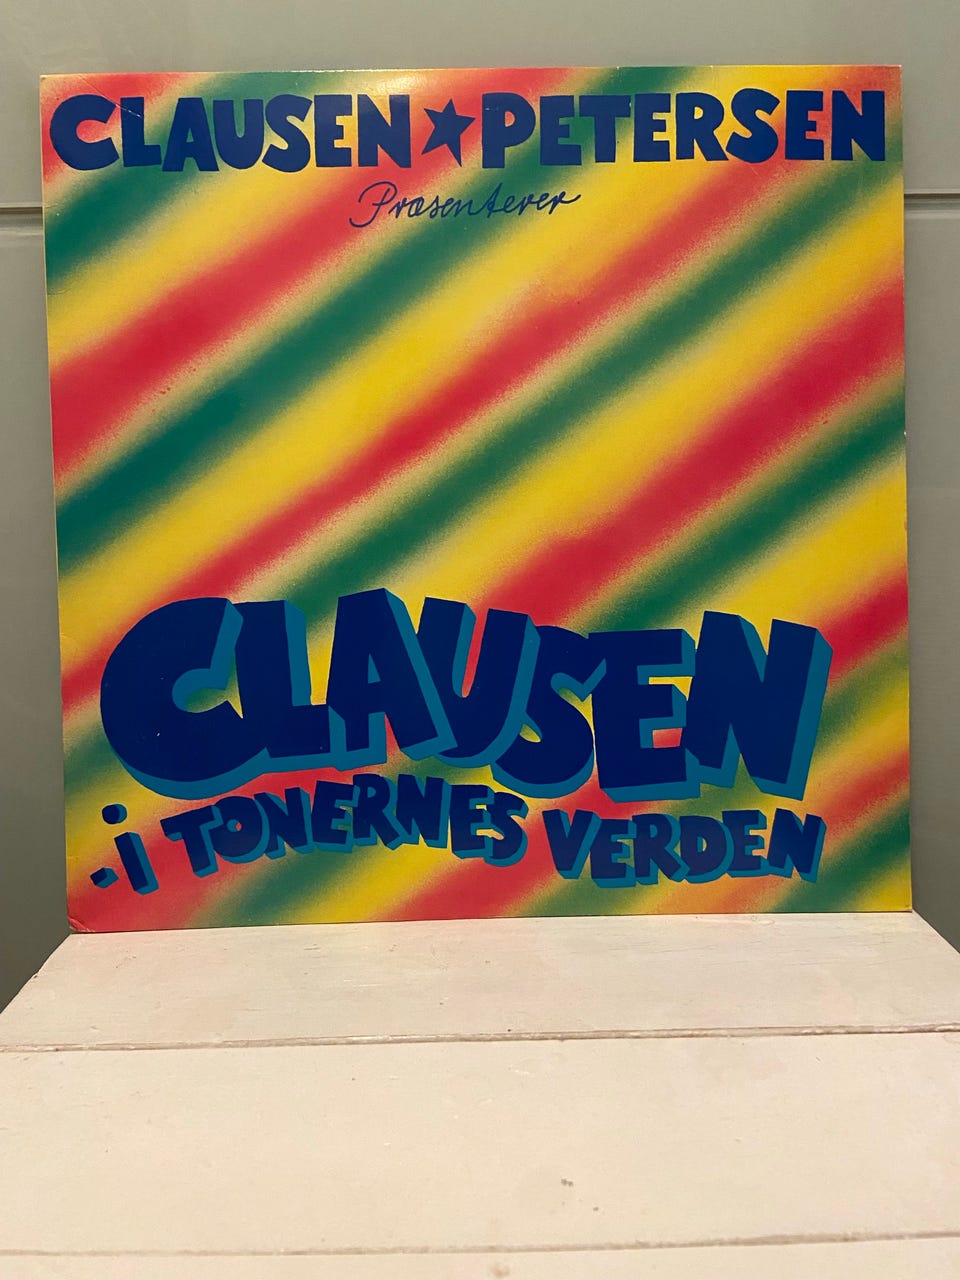 CLAUSEN★PETERSEN
Præsenterer
CLAUSEN
.i TONERNES VERDEN